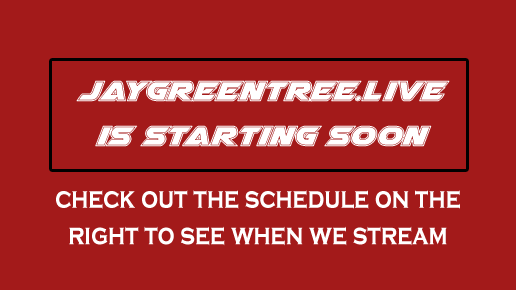 JAYGREENTREE.LIVE
IS STARTING SOON
CHECK OUT THE SCHEDULE ON THE
RIGHT TO SEE WHEN WE STREAM